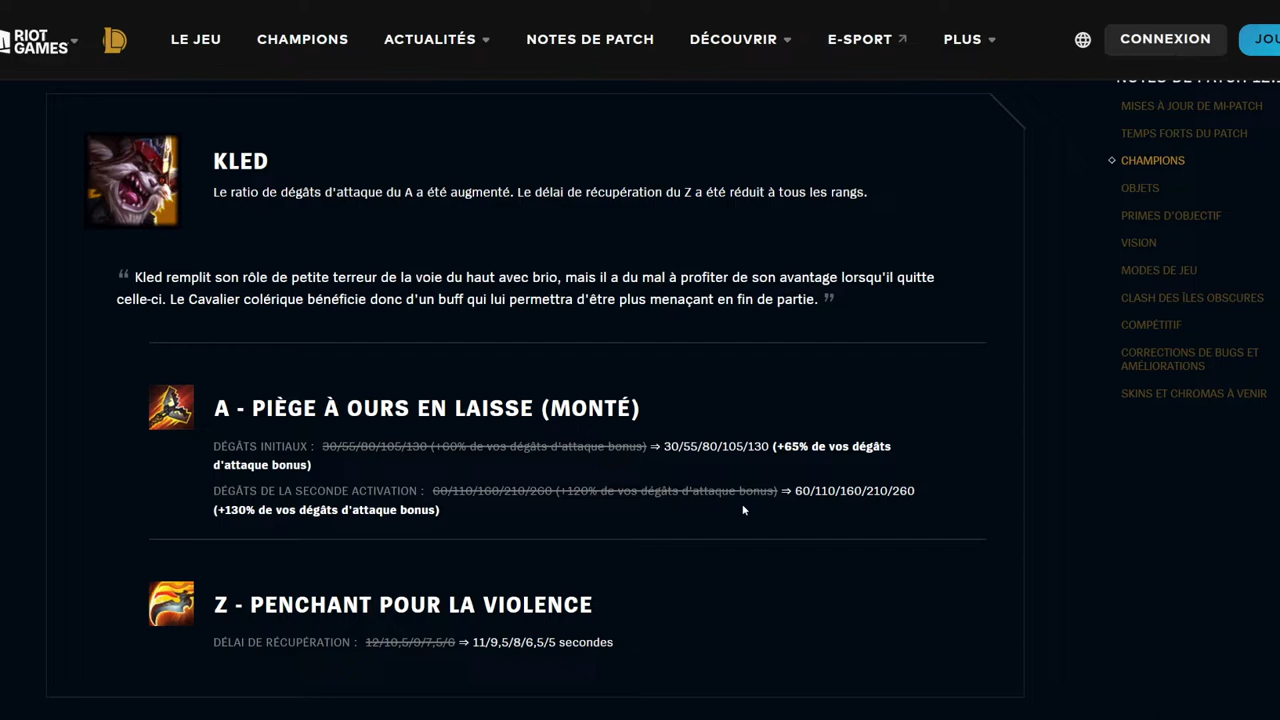 RIOT GAMES LE JEU CHAMPIONS ACTUALITÉS NOTES DE PATCH DÉCOUVRIR E-SPORT PLUS CONNEXION JOU
NOTES DE PATCH 12.
MISES À JOUR DE MI-PATCH
TEMPS FORTS DU PATCH
CHAMPIONS
OBJETS
PRIMES D'OBJECTIF
VISION
MODES DE JEU
CLASH DES ÎLES OBSCURES
COMPÉTITIF
CORRECTIONS DE BUGS ET
AMÉLIORATIONS
SKINS ET CHROMAS À VENIR
KLED
Le ratio de dégâts d'attaque du A a été augmenté. Le délai de récupération du Z a été réduit à tous les rangs.
“ Kled remplit son rôle de petite terreur de la voie du haut avec brio, mais il a du mal à profiter de son avantage lorsqu'il quitte
celle-ci. Le Cavalier colérique bénéficie donc d'un buff qui lui permettra d'être plus menaçant en fin de partie. ”
A - PIÈGE À OURS EN LAISSE (MONTÉ)
DÉGÂTS INITIAUX : 30/55/80/105/130 (+60% de vos dégâts d'attaque bonus) ⇒ 30/55/80/105/130 (+65% de vos dégâts
d'attaque bonus)
DÉGÂTS DE LA SECONDE ACTIVATION : 60/110/160/210/260 (+120% de vos dégâts d'attaque bonus) ⇒ 60/110/160/210/260
(+130% de vos dégâts d'attaque bonus)
Z - PENCHANT POUR LA VIOLENCE
DÉLAI DE RÉCUPÉRATION : 12/10,5/9/7,5/6 ⇒ 11/9,5/8/6,5/5 secondes